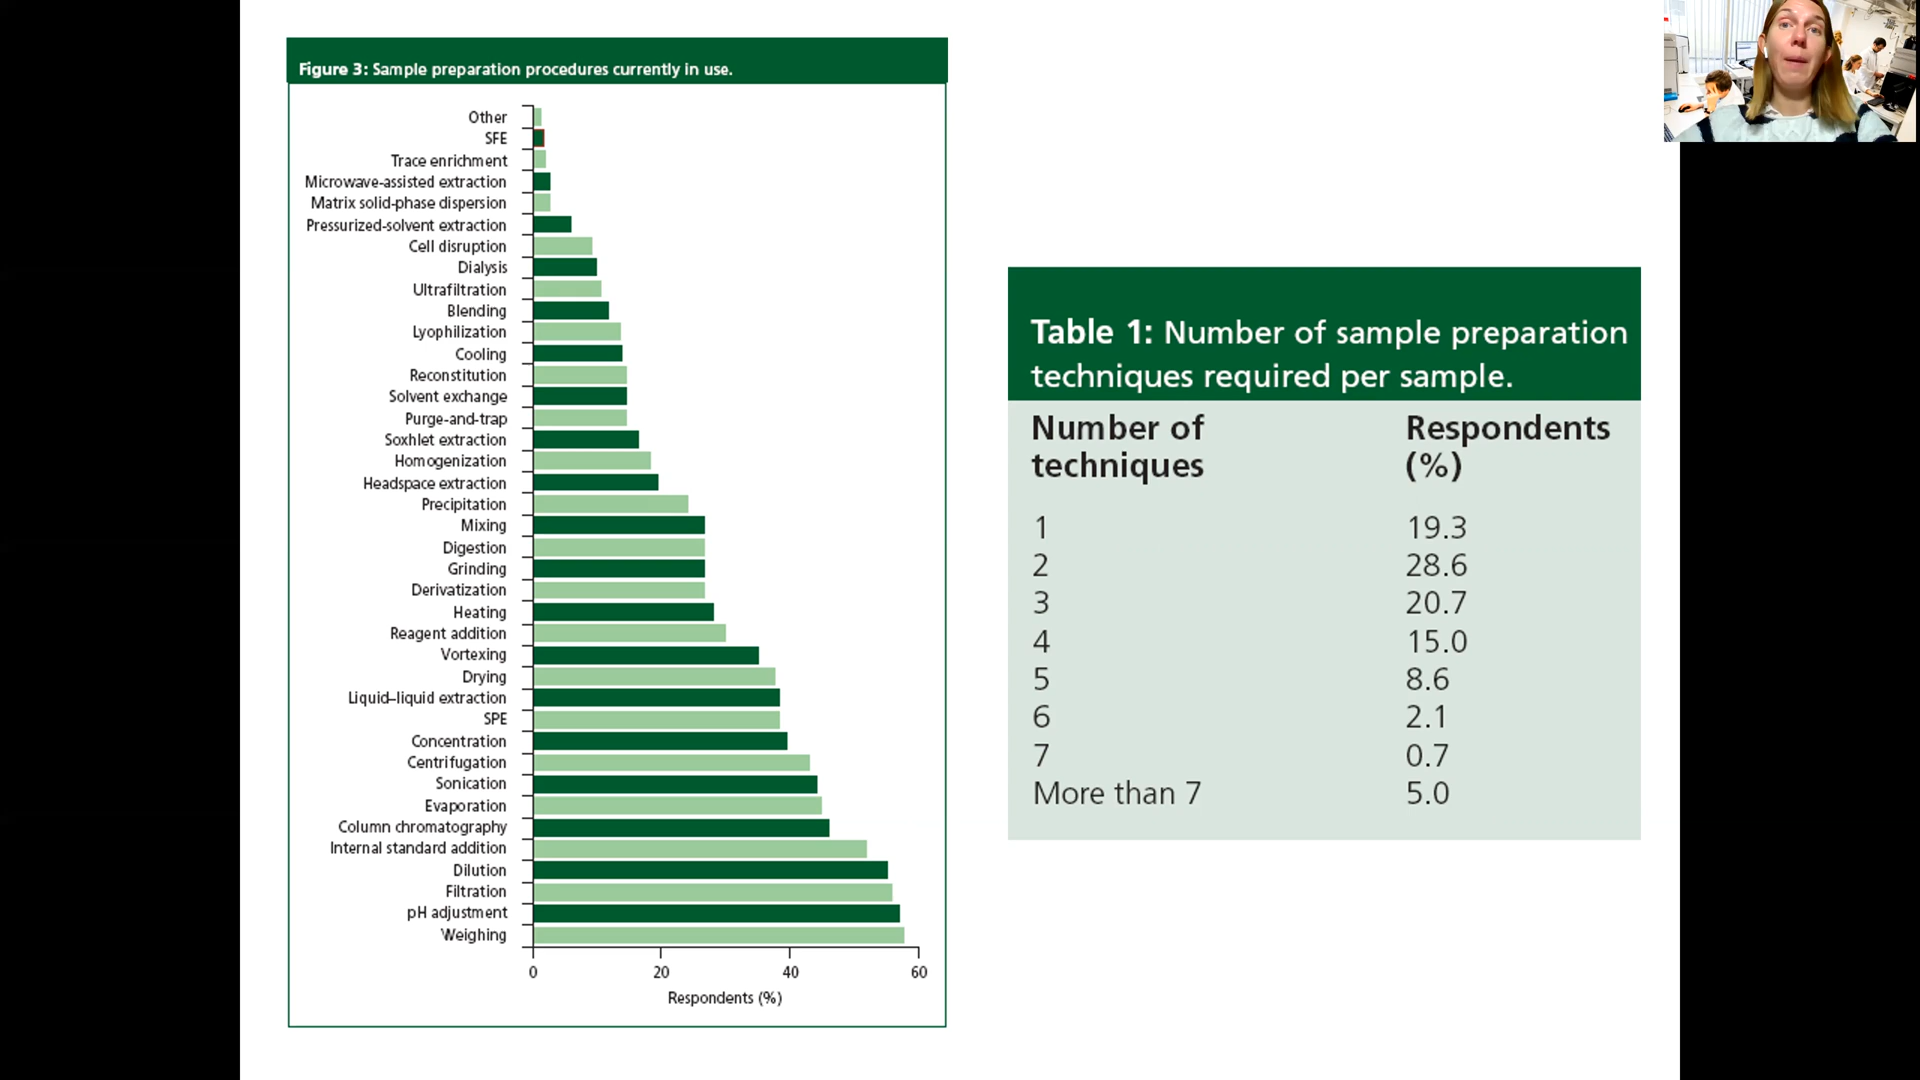 Figure 3: Sample preparation procedures currently in use.
Other
SFE
Trace enrichment
Microwave-assisted extraction
Matrix solid-phase dispersion
Pressurized-solvent extraction
Cell disruption
Dialysis
Ultrafiltration
Blending
Lyophilization
Cooling
Reconstitution
Solvent exchange
Purge-and-trap
Soxhlet extraction
Homogenization
Headspace extraction
Precipitation
Mixing
Digestion
Grinding
Derivatization
Heating
Reagent addition
Vortexing
Drying
Liquid–liquid extraction
SPE
Concentration
Centrifugation
Sonication
Evaporation
Column chromatography
Internal standard addition
Dilution
Filtration
pH adjustment
Weighing
0 20 40 60
Respondents (%)
Table 1: Number of sample preparation
techniques required per sample.
Number of Respondents
techniques (%)
1 19.3
2 28.6
3 20.7
4 15.0
5 8.6
6 2.1
7 0.7
More than 7 5.0